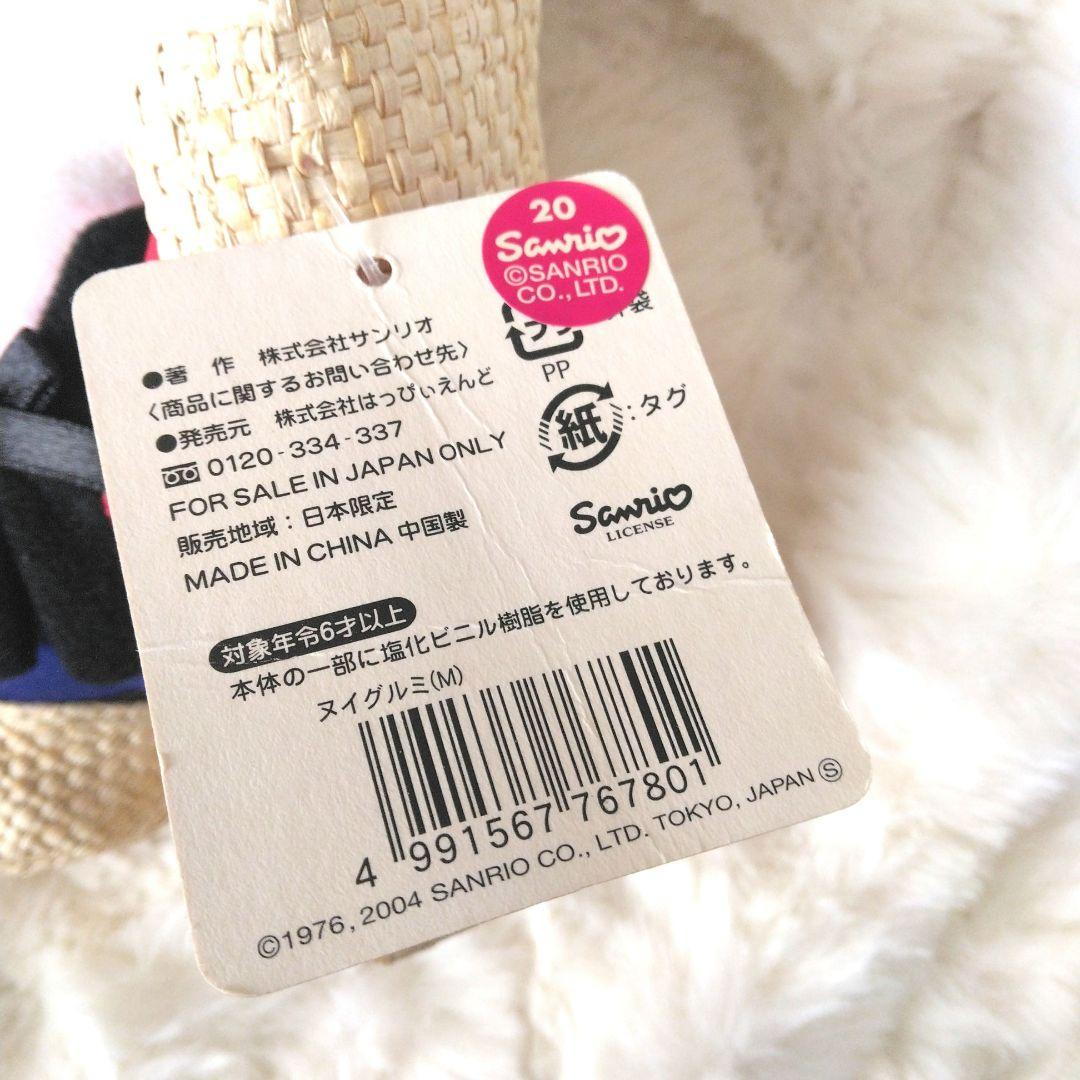 20
Sanrio
©SANRIO
CO.,LTD.
●著 作 株式会社サンリオ
〈商品に関するお問い合わせ先〉
●発売元 株式会社はっぴぃえんど
0120-334-337
FOR SALE IN JAPAN ONLY
販売地域：日本限定
MADE IN CHINA 中国製
袋
PP
紙：タグ
Sanrio
LICENSE
対象年令6才以上
本体の一部に塩化ビニル樹脂を使用しております。
ヌイグルミ(M)
4 991567 767801
©1976, 2004 SANRIO CO., LTD. TOKYO, JAPAN Ⓢ